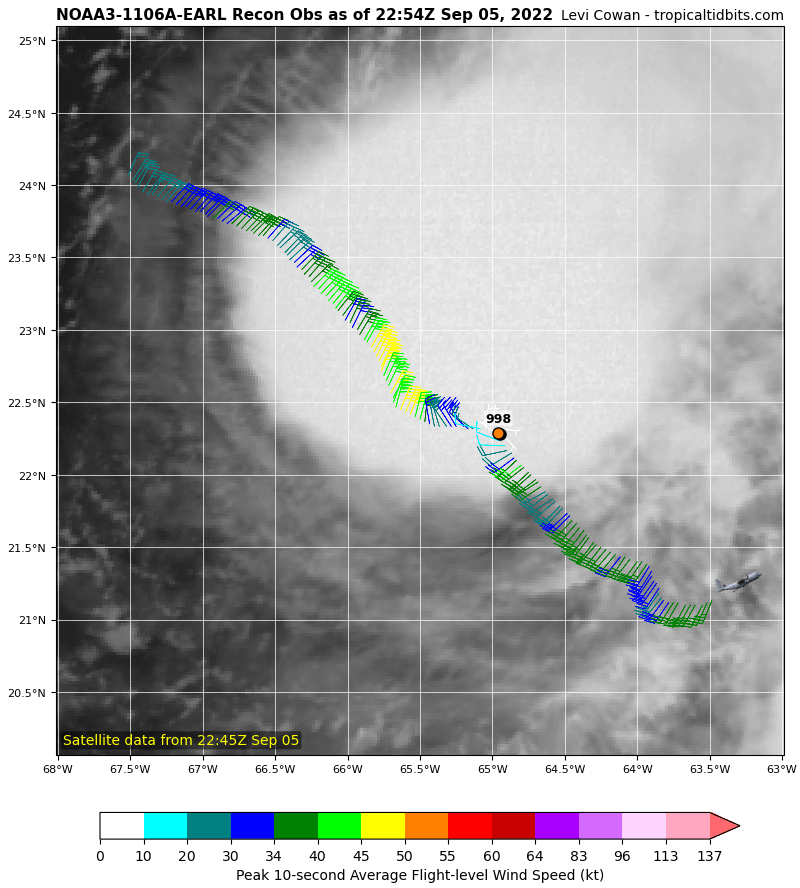 NOAA3-1106A-EARL Recon Obs as of 22:54Z Sep 05, 2022 Levi Cowan - tropicaltidbits.com
25°N
24.5°N
24°N
23.5°N
23°N
22.5°N
998
22°N
21.5°N
21°N
20.5°N
Satellite data from 22:45Z Sep 05
68°W 67.5°W 67°W 66.5°W 66°W 65.5°W 65°W 64.5°W 64°W 63.5°W 63°W
0 10 20 30 34 40 45 50 55 60 64 83 96 113 137
Peak 10-second Average Flight-level Wind Speed (kt)